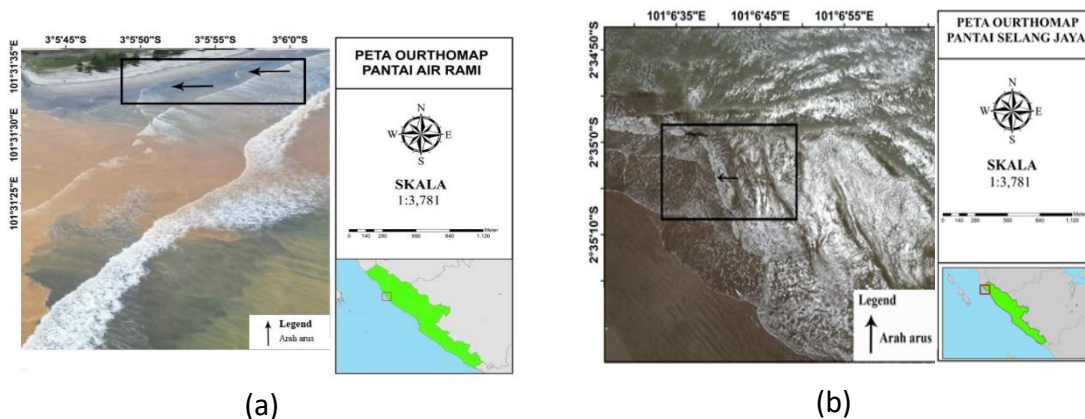 3°5'45"E 3°5'50"E 3°5'55"E 3°6'0"E
101°31'35"E
101°31'30"E
101°31'25"E
Legend
Arah arus
PETA OURTHOMAP
PANTAI AIR RAMI
N
W E
S
SKALA
1:3,781
Meter
0 140 280 560 840 1,120
(a)
101°6'35"E 101°6'45"E 101°6'55"E
2°34'50"S
2°35'0"S
2°35'10"S
Legend
Arah arus
PETA OURTHOMAP
PANTAI SELANG JAYA
N
W E
S
SKALA
1:3,781
Meter
0 140 280 560 840 1,120
(b)